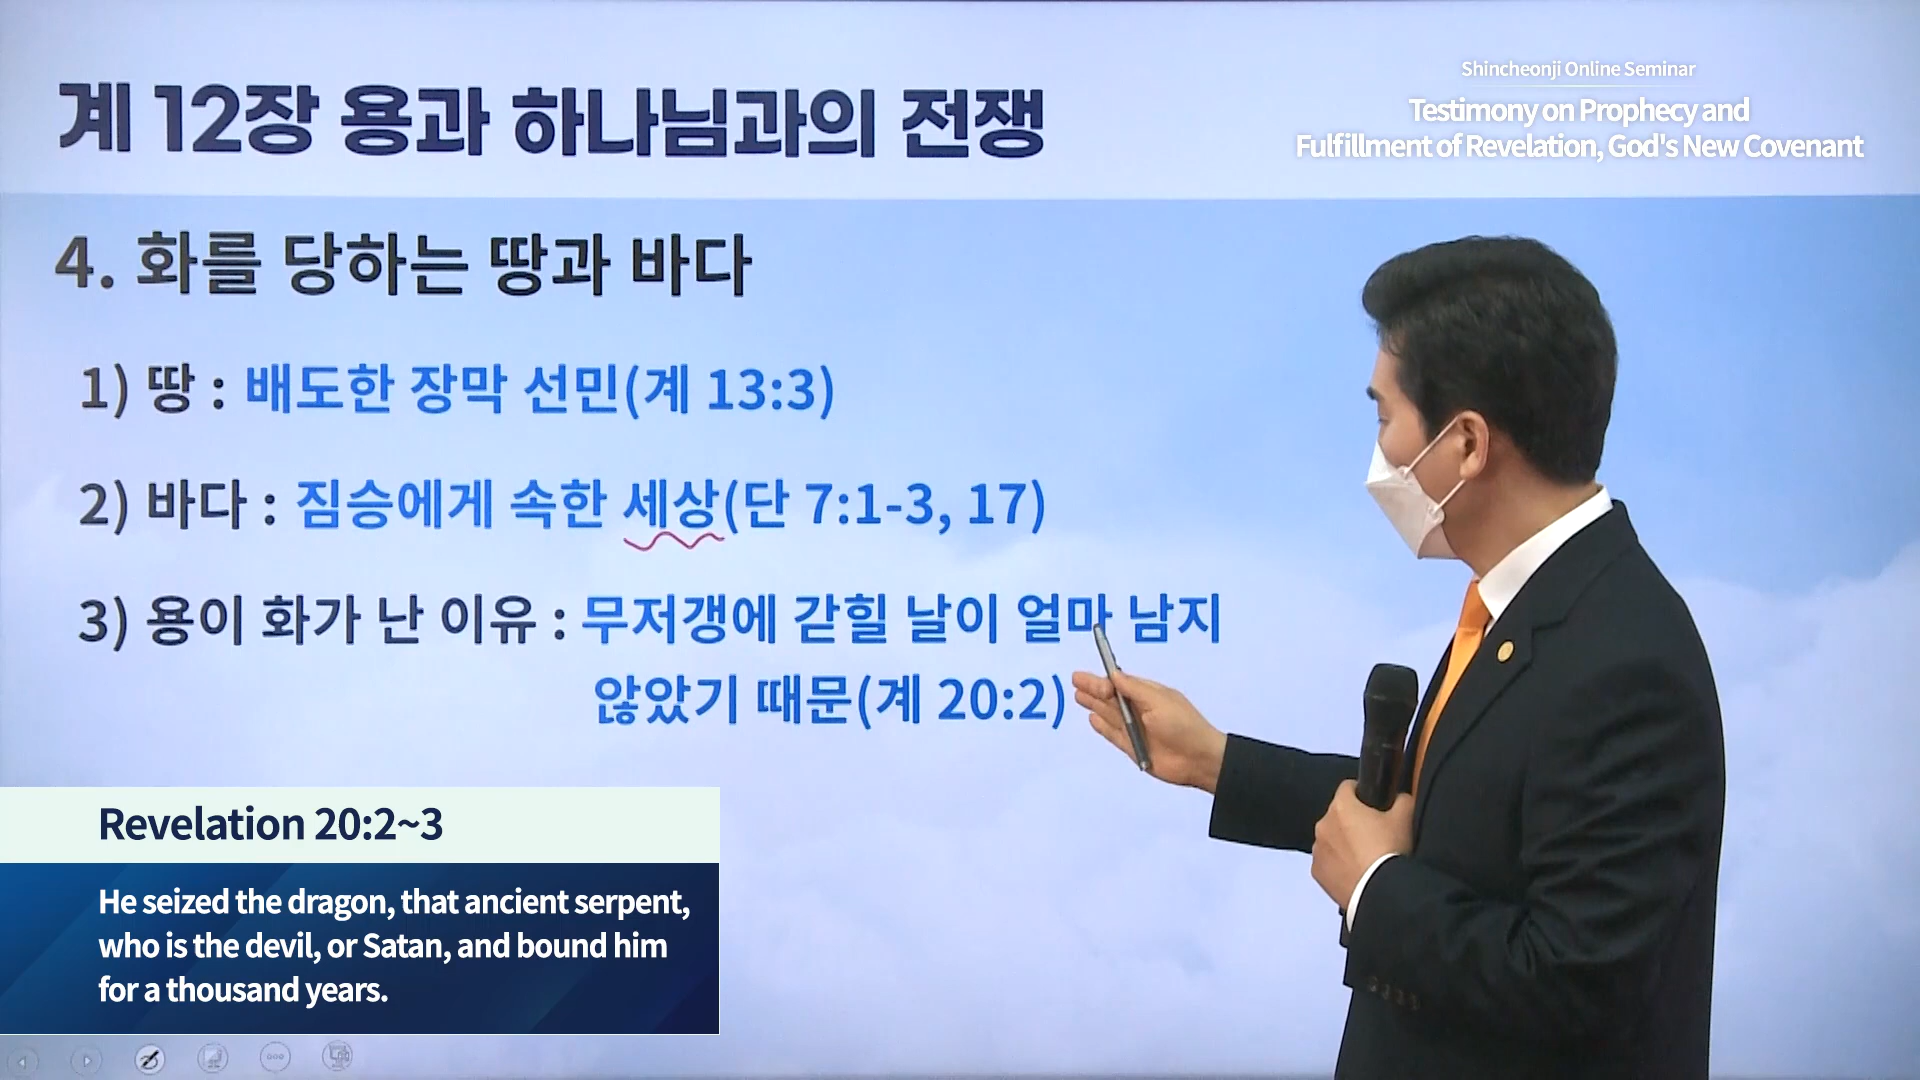 계 12장 용과 하나님과의 전쟁
Shincheonji Online Seminar
Testimony on Prophecy and
Fulfillment of Revelation, God's New Covenant
4. 화를 당하는 땅과 바다
1) 땅 : 배도한 장막 선민(계 13:3)
2) 바다 : 짐승에게 속한 세상(단 7:1-3, 17)
3) 용이 화가 난 이유 : 무저갱에 갇힐 날이 얼마 남지
않았기 때문(계 20:2)
Revelation 20:2~3
He seized the dragon, that ancient serpent,
who is the devil, or Satan, and bound him
for a thousand years.